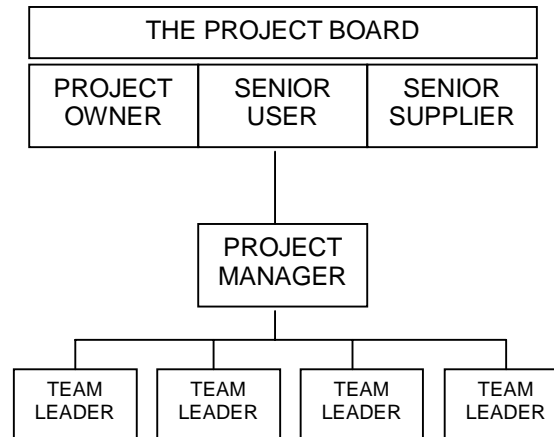 THE PROJECT BOARD
PROJECT
OWNER
SENIOR
USER
SENIOR
SUPPLIER
PROJECT
MANAGER
TEAM
LEADER
TEAM
LEADER
TEAM
LEADER
TEAM
LEADER